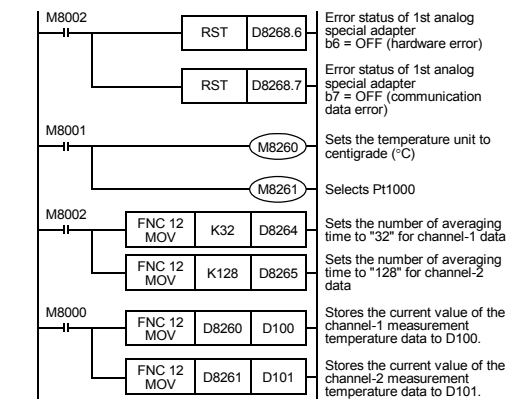 M8002
RST D8268.6
Error status of 1st analog
special adapter
b6 = OFF (hardware error)
RST D8268.7
Error status of 1st analog
special adapter
b7 = OFF (communication
data error)
M8001
M8260
Sets the temperature unit to
centigrade (°C)
M8261
Selects Pt1000
M8002
FNC 12
MOV
K32 D8264
Sets the number of averaging
time to "32" for channel-1 data
FNC 12
MOV
K128 D8265
Sets the number of averaging
time to "128" for channel-2
data
M8000
FNC 12
MOV
D8260 D100
Stores the current value of the
channel-1 measurement
temperature data to D100.
FNC 12
MOV
D8261 D101
Stores the current value of the
channel-2 measurement
temperature data to D101.